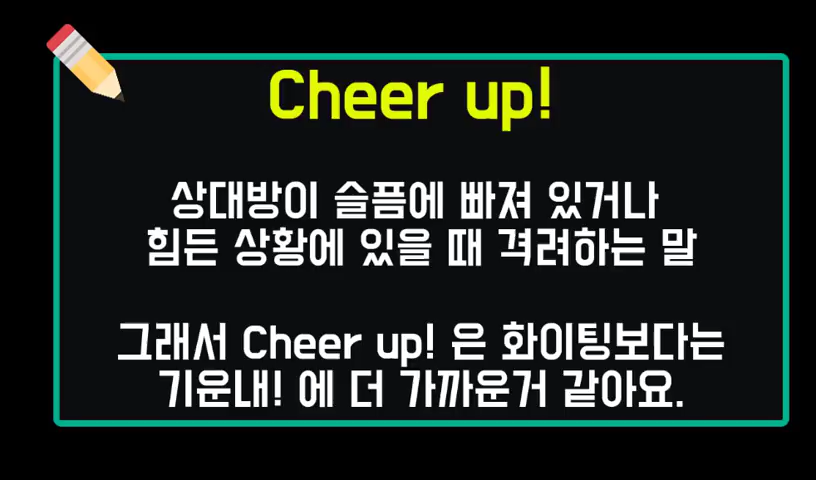 Cheer up!
상대방이 슬픔에 빠져 있거나
힘든 상황에 있을 때 격려하는 말
그래서 Cheer up! 은 화이팅보다는
기운내! 에 더 가까운거 같아요.